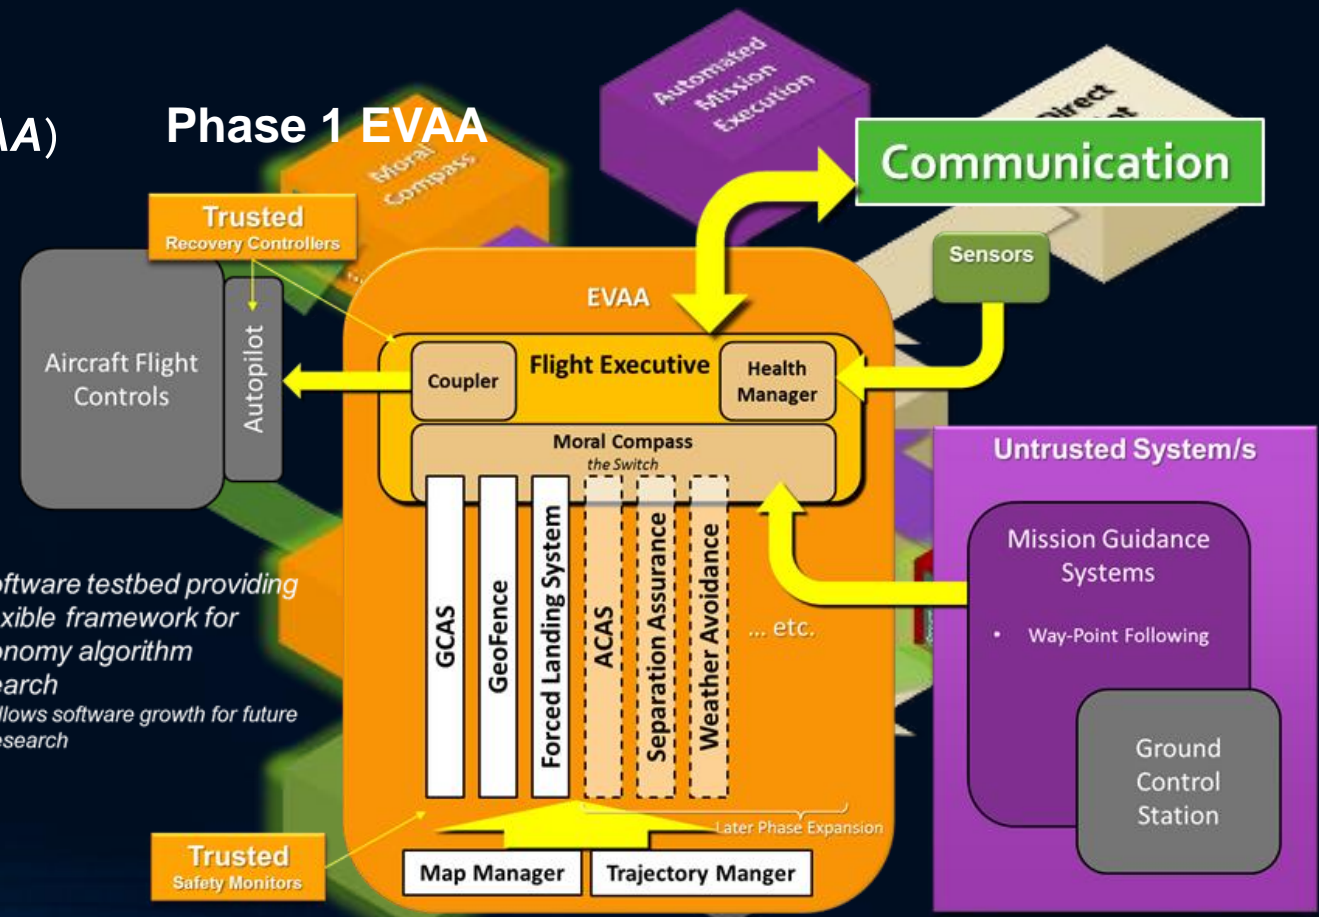 AA)
Phase 1 EVAA
Automated
Mission
Execution
Direct
Moral
Compass
...
Communication
Trusted
Recovery Controllers
Sensors
EVAA
Aircraft Flight
Controls
Autopilot
Coupler
Flight Executive
Health
Manager
Moral Compass
the Switch
GCAS
GeoFence
Forced Landing System
ACAS
Separation Assurance
Weather Avoidance
... etc.
Later Phase Expansion
Map Manager
Trajectory Manger
Trusted
Safety Monitors
Untrusted System/s
Mission Guidance
Systems
• Way-Point Following
Ground
Control
Station
oftware testbed providing
exible framework for
onomy algorithm
earch
llows software growth for future
esearch